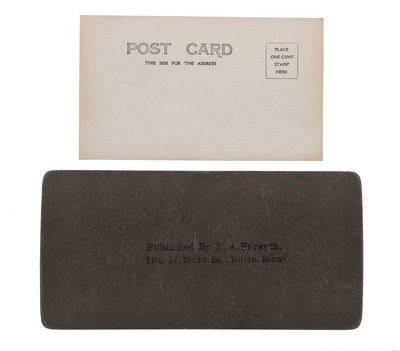 POST CARD
THIS SIDE FOR THE ADDRESS
PLACE
ONE CENT
STAMP
HERE
Published By N.A.Forsyth,
Butte, Mont.